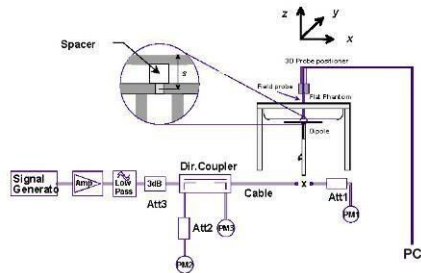 z
y
x
Spacer
s
3D Probe positioner
Field probe
Flat Phantom
Dipole
Dir.Coupler
Signal
Generato
Amp
Low
Pass
3dB
Att3
Cable
x
Att1
PM1
Att2
PM3
PM2
PC